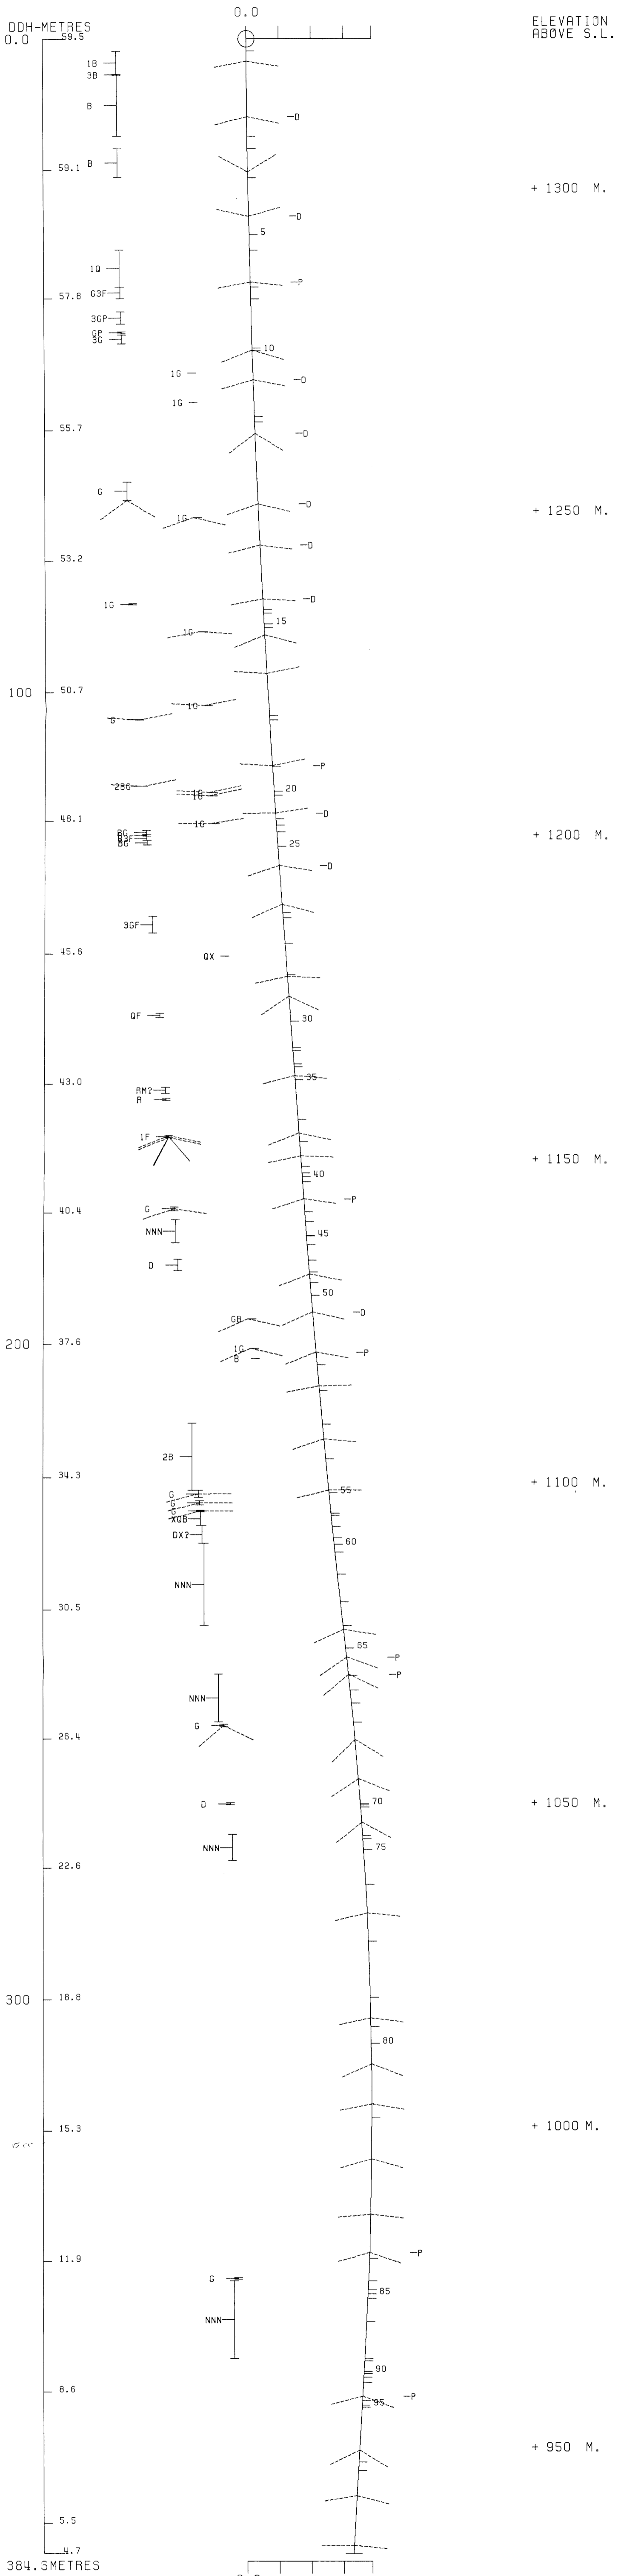 0.0
DDH-METRES
ELEVATION
ABOVE S.L.
0.0 59.5
1B
3B
B
D
B 59.1
+ 1300 M.
D
5
1Q
P
G3F
57.8
3GP
GP
3G
10
1G
D
1G
55.7
D
G
D
+ 1250 M.
1G
D
53.2
1G
D
15
1G
100 50.7
1Q
G
P
2BG
20
D
48.1
1G
+ 1200 M.
BG
BG
25
D
3GF
45.6
QX
QF
30
43.0
35
RM?
R
1F
+ 1150 M.
40
P
40.4
G
NNN
45
D
50
D
GB
200 37.6
1G
P
B
2B
34.3
+ 1100 M.
G
55
G
G
XQB
DX?
60
NNN
30.5
65
P
P
NNN
G
26.4
D
70
+ 1050 M.
NNN
75
22.6
300 18.8
80
15.3
+ 1000 M.
P
11.9
G
85
NNN
90
8.6
P
95
+ 950 M.
5.5
4.7
384.6METRES